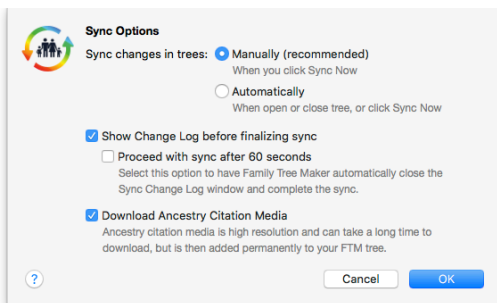 Sync Options
Sync changes in trees: Manually (recommended)
When you click Sync Now
Automatically
When open or close tree, or click Sync Now
Show Change Log before finalizing sync
Proceed with sync after 60 seconds
Select this option to have Family Tree Maker automatically close the
Sync Change Log window and complete the sync.
Download Ancestry Citation Media
Ancestry citation media is high resolution and can take a long time to
download, but is then added permanently to your FTM tree.
? Cancel OK